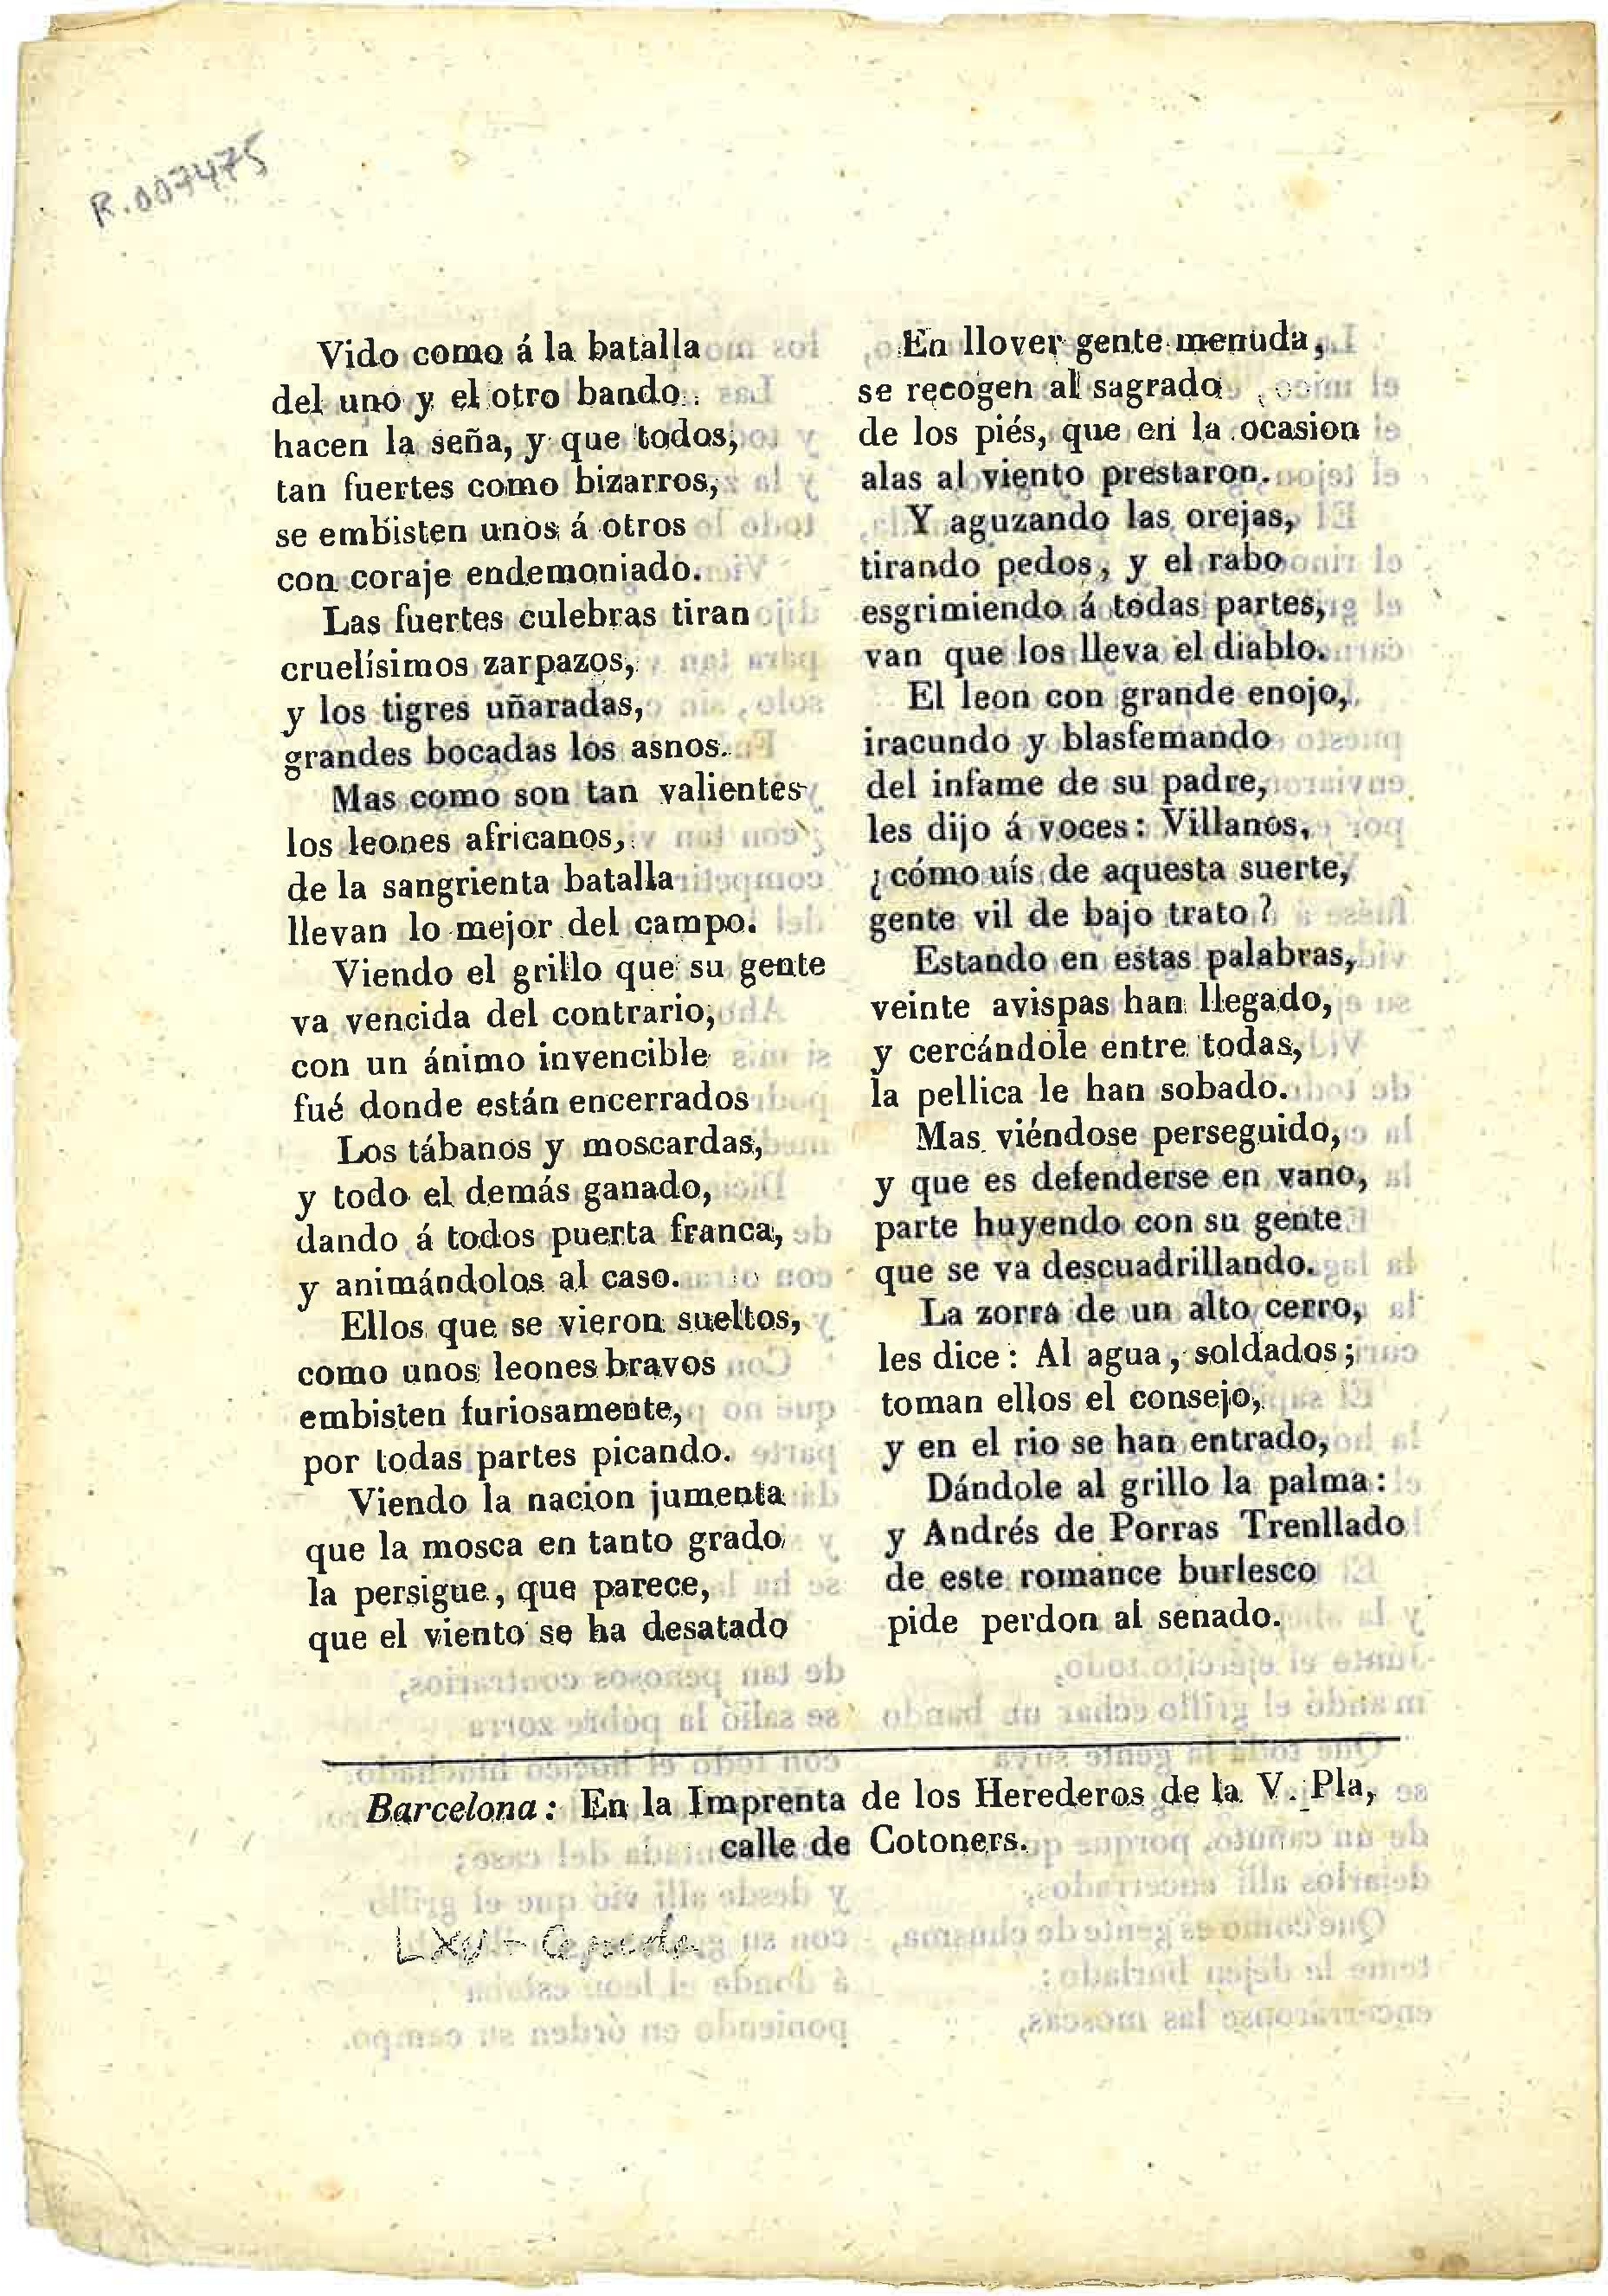 R.007475
Vido como á la batalla
del uno y el otro bando
hacen la seña, y que todos,
tan fuertes como bizarros,
se embisten unos á otros
con coraje endemoniado.
Las fuertes culebras tiran
cruelísimos zarpazos,
y los tigres uñaradas,
grandes bocadas los asnos.
Mas como son tan valientes
los leones africanos,
de la sangrienta batalla
llevan lo mejor del campo.
Viendo el grillo que su gente
va vencida del contrario,
con un ánimo invencible
fué donde están encerrados
Los tábanos y moscardas,
y todo el demás ganado,
dando á todos puerta franca,
y animándolos al caso.
Ellos que se vieron sueltos,
como unos leones bravos
embisten furiosamente,
por todas partes picando.
Viendo la nacion jumenta
que la mosca en tanto grado
la persigue, que parece,
que el viento se ha desatado
En llover gente menuda,
se recogen al sagrado
de los piés, que en la ocasion
alas al viento prestaron.
Y aguzando las orejas,
tirando pedos, y el rabo
esgrimiendo á todas partes,
van que los lleva el diablo.
El leon con grande enojo,
iracundo y blasfemando
del infame de su padre,
les dijo á voces: Villanos,
¿cómo uís de aquesta suerte,
gente vil de bajo trato?
Estando en estas palabras,
veinte avispas han llegado,
y cercándole entre todas,
la pellica le han sobado.
Mas viéndose perseguido,
y que es defenderse en vano,
parte huyendo con su gente
que se va descuadrillando.
La zorra de un alto cerro,
les dice: Al agua, soldados;
toman ellos el consejo,
y en el rio se han entrado,
Dándole al grillo la palma:
y Andrés de Porras Trenllado
de este romance burlesco
pide perdon al senado.
Barcelona: En la Imprenta de los Herederos de la V. Pla,
calle de Cotoners.